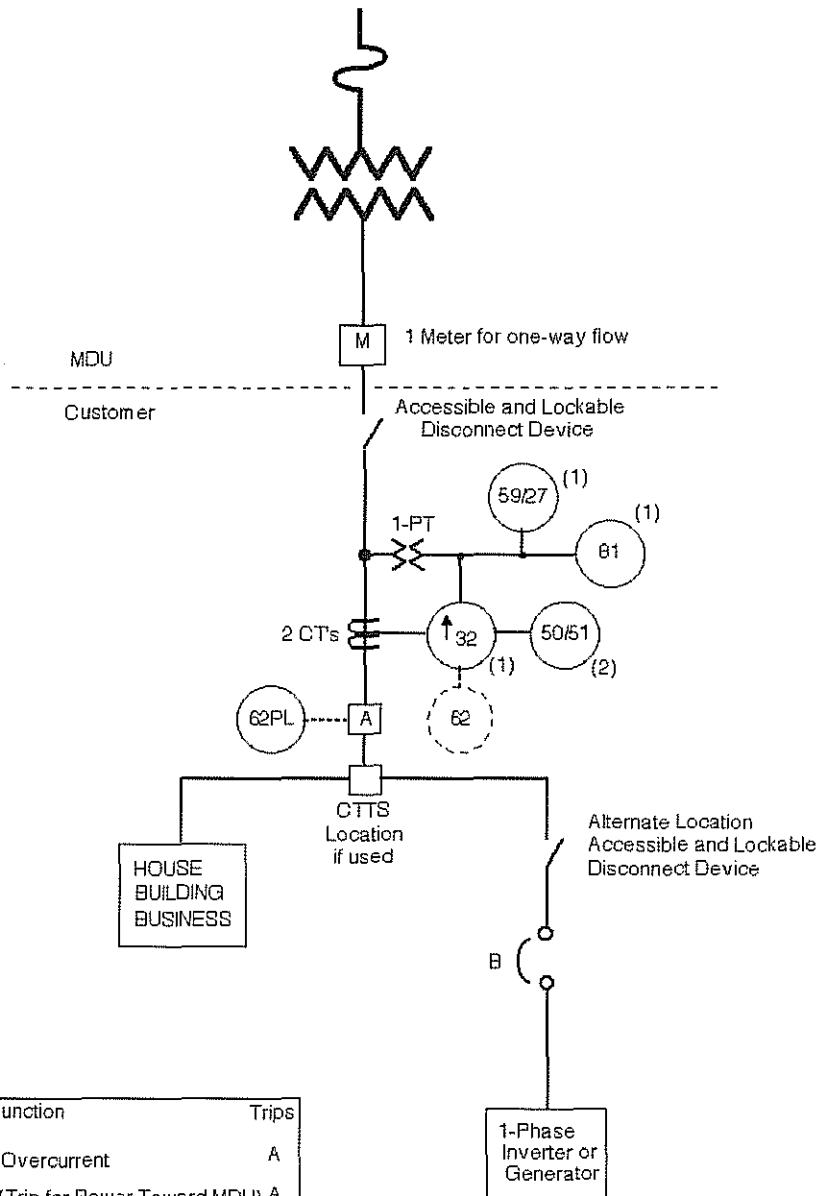 M
1 Meter for one-way flow
MDU
Customer
Accessible and Lockable
Disconnect Device
59/27
(1)
(1)
1-PT
81
2 CT's
32
50/51
(1)
(2)
62PL
A
62
CTTS
Location
if used
HOUSE
BUILDING
BUSINESS
Alternate Location
Accessible and Lockable
Disconnect Device
B
unction Trips
Overcurrent A
(Trip for Power Toward MDU) A
1-Phase
Inverter or
Generator